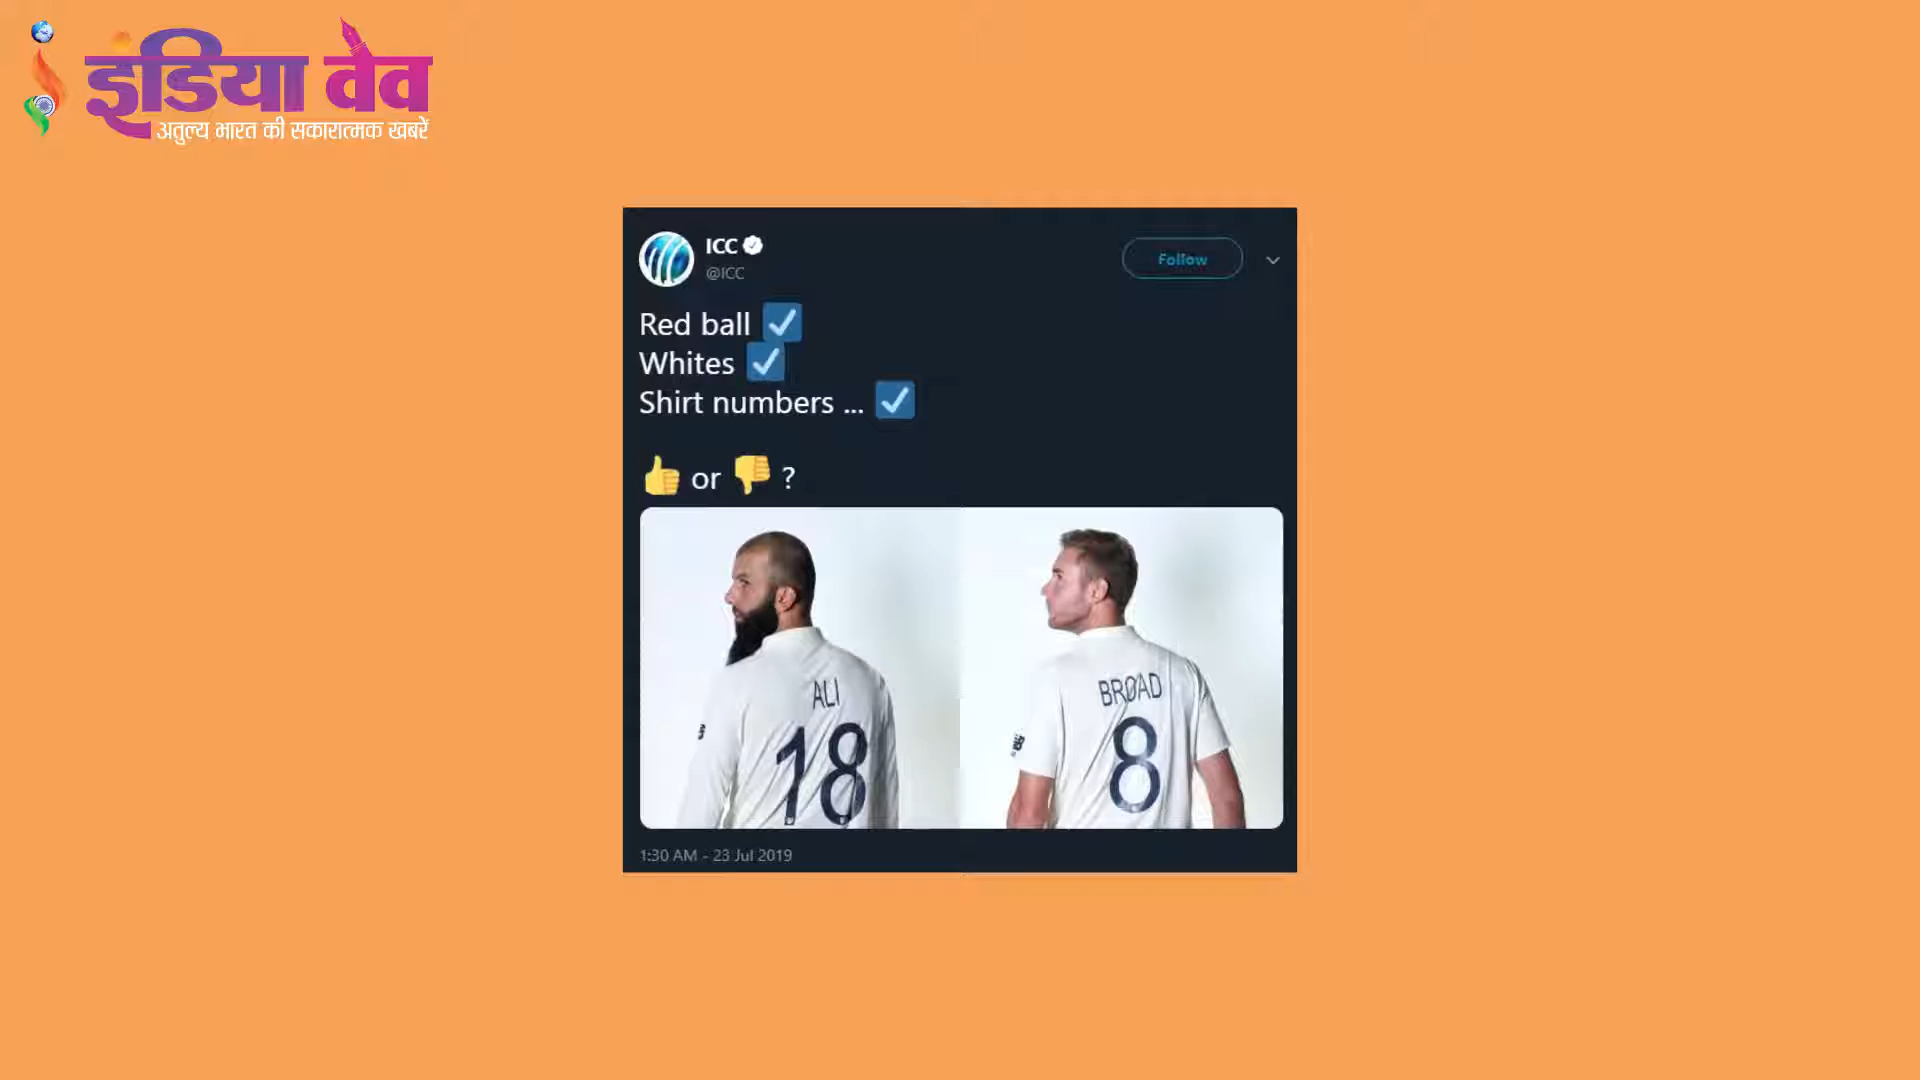 इंडिया वेव
अतुल्य भारत की सकारात्मक खबरें
ICC
@ICC
Follow
Red ball ☑
Whites ☑
Shirt numbers ... ☑
👍 or 👎 ?
ALI
18
BROAD
8
1:30 AM - 23 Jul 2019